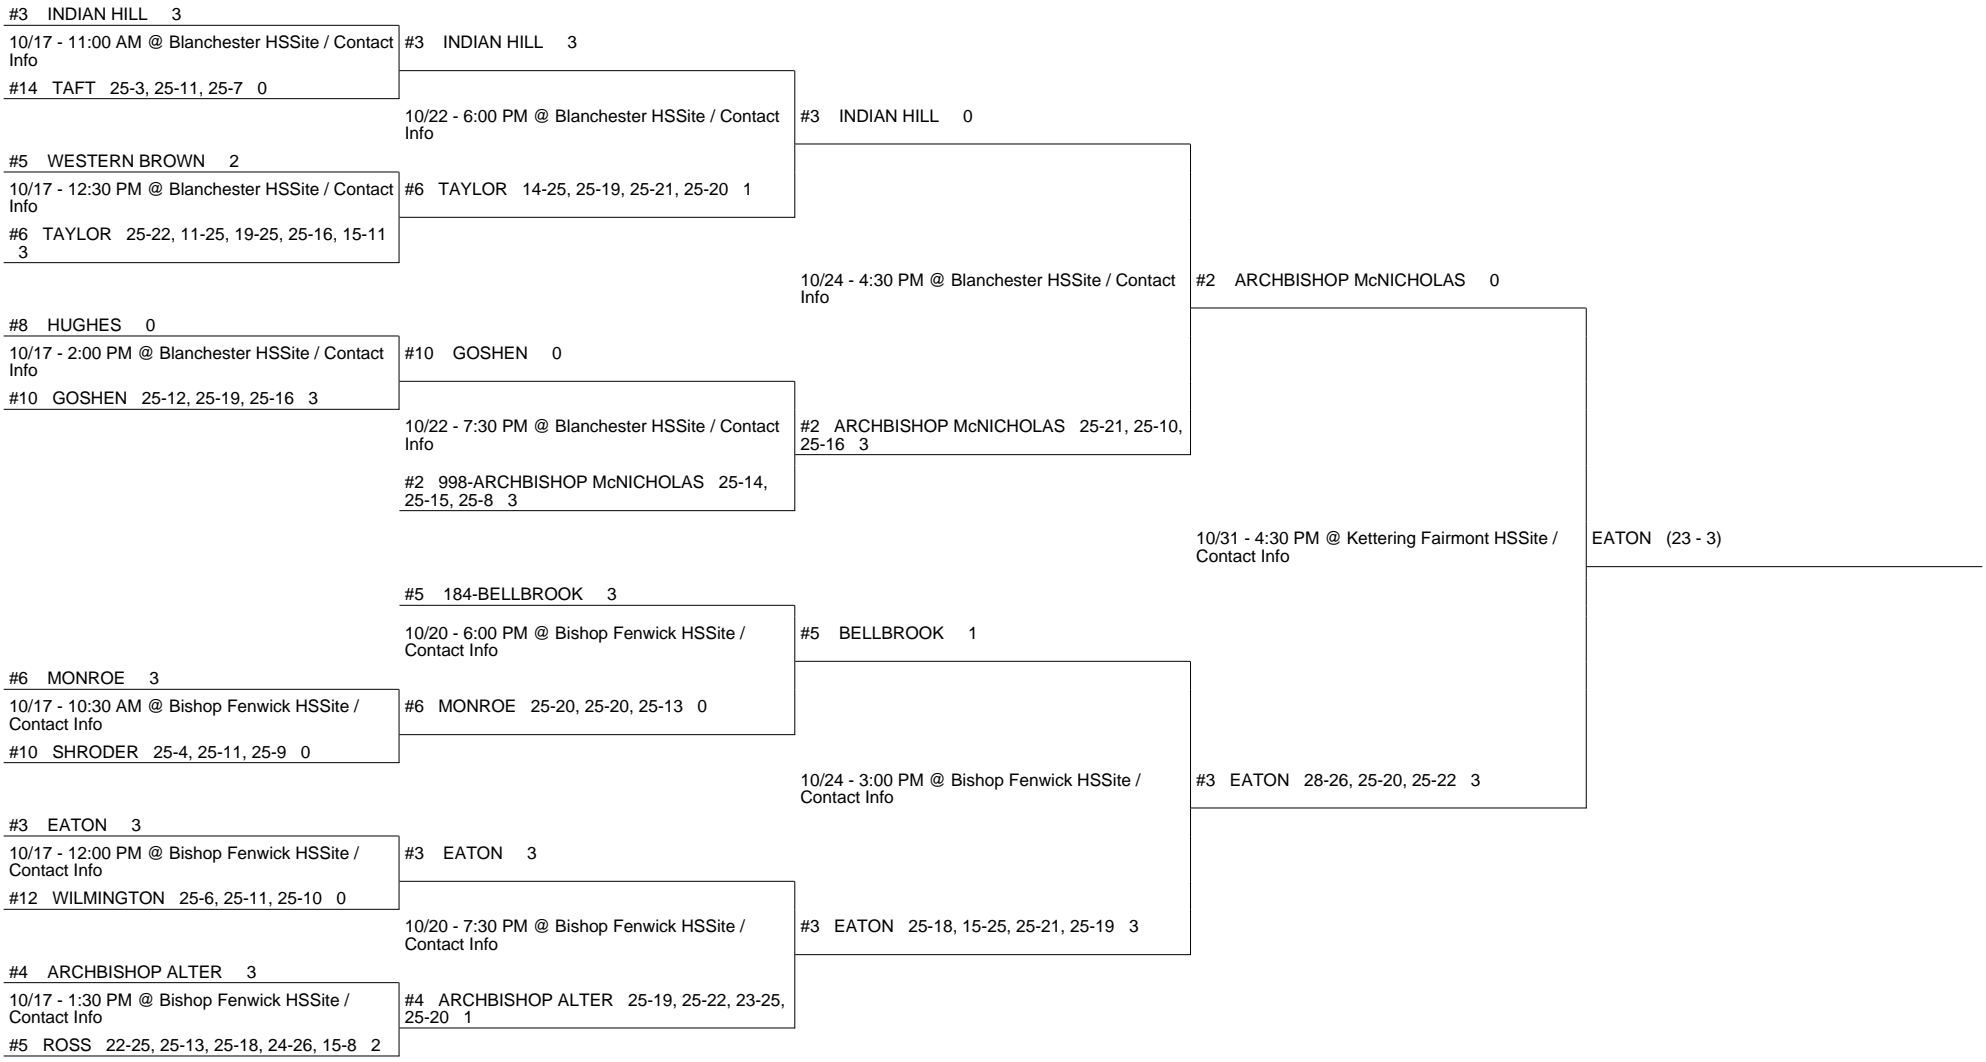 #3 INDIAN HILL 3
10/17 - 11:00 AM @ Blanchester HSSite / Contact
Info
#14 TAFT 25-3, 25-11, 25-7 0
#5 WESTERN BROWN 2
10/17 - 12:30 PM @ Blanchester HSSite / Contact
Info
#6 TAYLOR 25-22, 11-25, 19-25, 25-16, 15-11
3
#8 HUGHES 0
10/17 - 2:00 PM @ Blanchester HSSite / Contact
Info
#10 GOSHEN 25-12, 25-19, 25-16 3
#6 MONROE 3
10/17 - 10:30 AM @ Bishop Fenwick HSSite /
Contact Info
#10 SHRODER 25-4, 25-11, 25-9 0
#3 EATON 3
10/17 - 12:00 PM @ Bishop Fenwick HSSite /
Contact Info
#12 WILMINGTON 25-6, 25-11, 25-10 0
#4 ARCHBISHOP ALTER 3
10/17 - 1:30 PM @ Bishop Fenwick HSSite /
Contact Info
#5 ROSS 22-25, 25-13, 25-18, 24-26, 15-8 2
#3 INDIAN HILL 3
10/22 - 6:00 PM @ Blanchester HSSite / Contact
Info
#6 TAYLOR 14-25, 25-19, 25-21, 25-20 1
#10 GOSHEN 0
10/22 - 7:30 PM @ Blanchester HSSite / Contact
Info
#2 998-ARCHBISHOP McNICHOLAS 25-14,
25-15, 25-8 3
#5 184-BELLBROOK 3
10/20 - 6:00 PM @ Bishop Fenwick HSSite /
Contact Info
#6 MONROE 25-20, 25-20, 25-13 0
#3 EATON 3
10/20 - 7:30 PM @ Bishop Fenwick HSSite /
Contact Info
#4 ARCHBISHOP ALTER 25-19, 25-22, 23-25,
25-20 1
#3 INDIAN HILL 0
10/24 - 4:30 PM @ Blanchester HSSite / Contact
Info
#2 ARCHBISHOP McNICHOLAS 25-21, 25-10,
25-16 3
#5 BELLBROOK 1
10/24 - 3:00 PM @ Bishop Fenwick HSSite /
Contact Info
#3 EATON 25-18, 15-25, 25-21, 25-19 3
#2 ARCHBISHOP McNICHOLAS 0
10/31 - 4:30 PM @ Kettering Fairmont HSSite /
Contact Info
#3 EATON 28-26, 25-20, 25-22 3
EATON (23 - 3)